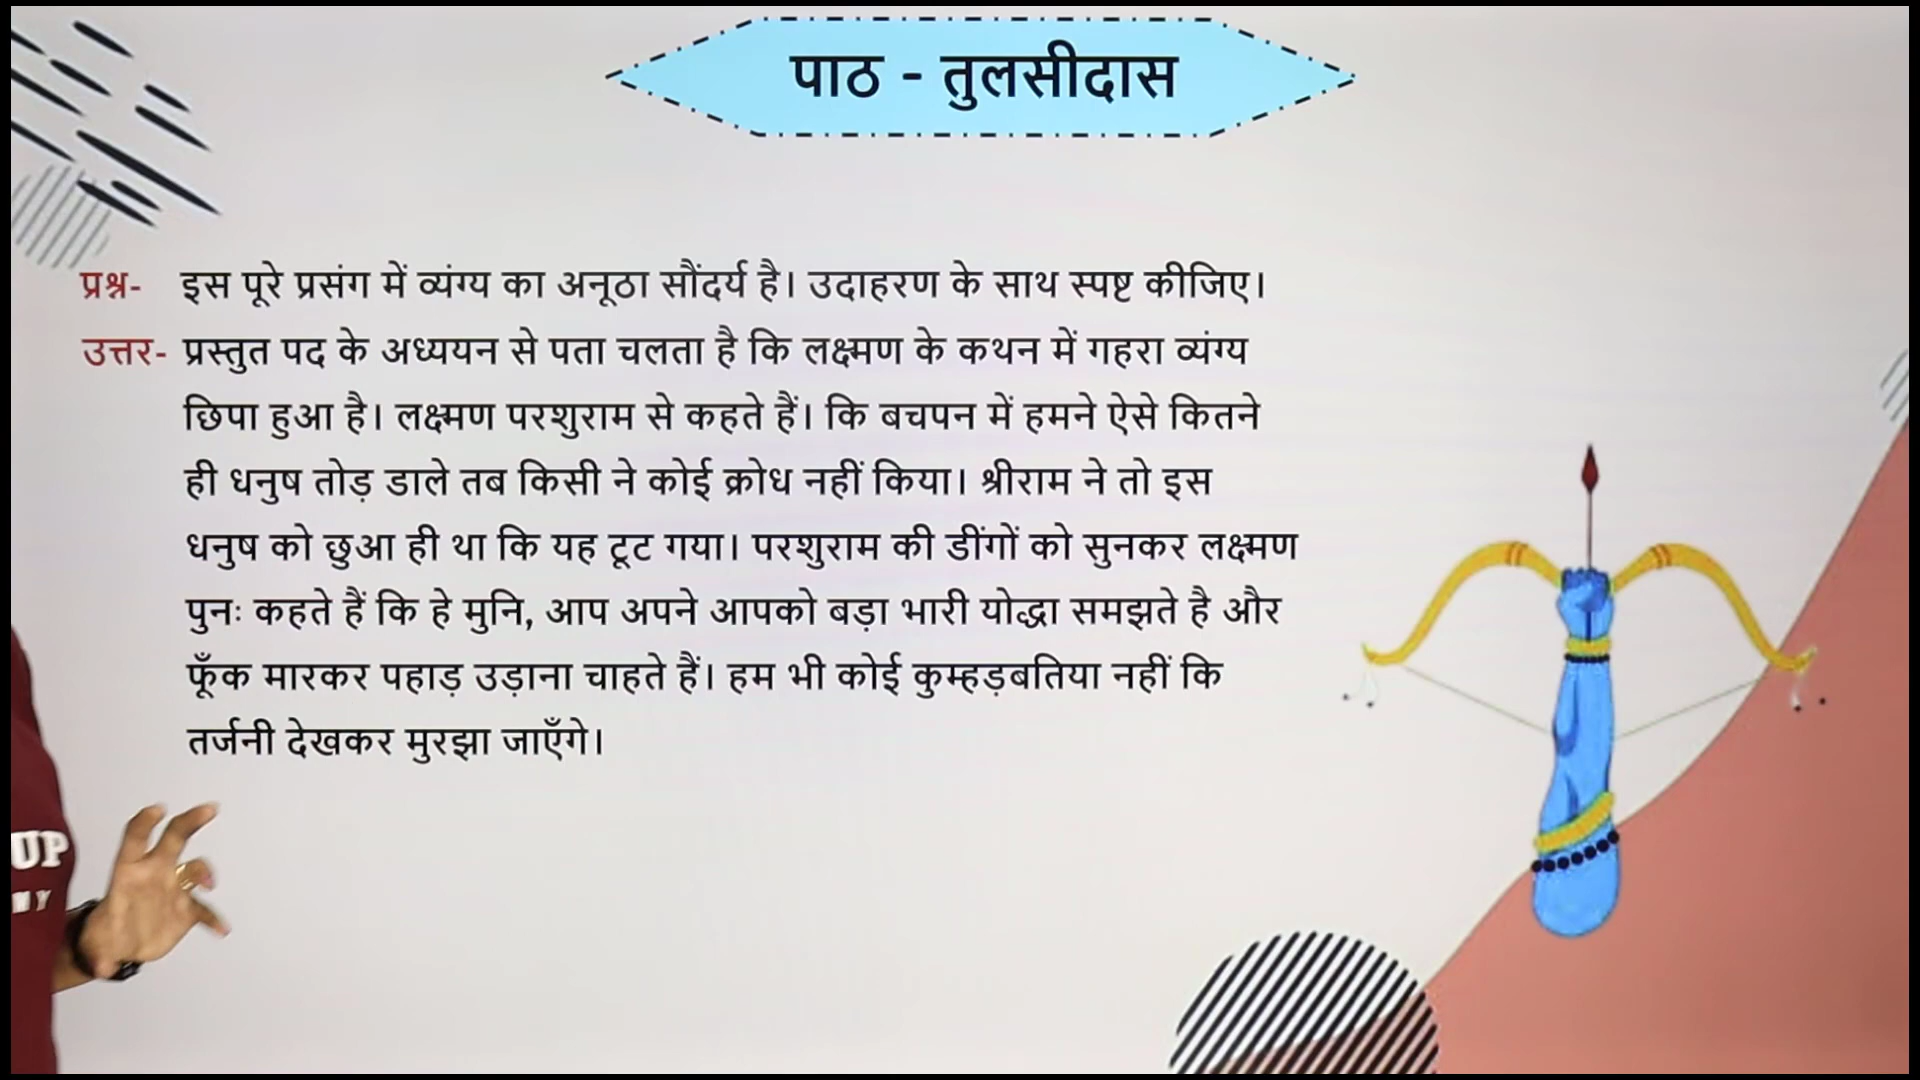 पाठ - तुलसीदास
प्रश्न- इस पूरे प्रसंग में व्यंग्य का अनूठा सौंदर्य है। उदाहरण के साथ स्पष्ट कीजिए।
उत्तर- प्रस्तुत पद के अध्ययन से पता चलता है कि लक्ष्मण के कथन में गहरा व्यंग्य
छिपा हुआ है। लक्ष्मण परशुराम से कहते हैं। कि बचपन में हमने ऐसे कितने
ही धनुष तोड़ डाले तब किसी ने कोई क्रोध नहीं किया। श्रीराम ने तो इस
धनुष को छुआ ही था कि यह टूट गया। परशुराम की डींगों को सुनकर लक्ष्मण
पुनः कहते हैं कि हे मुनि, आप अपने आपको बड़ा भारी योद्धा समझते है और
फूँक मारकर पहाड़ उड़ाना चाहते हैं। हम भी कोई कुम्हड़बतिया नहीं कि
तर्जनी देखकर मुरझा जाएँगे।
UP